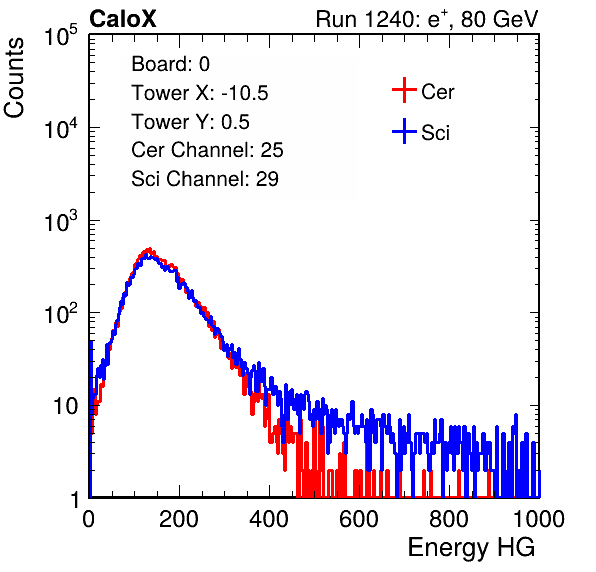 CaloX Run 1240: e⁺, 80 GeV
Board: 0
Tower X: -10.5
Tower Y: 0.5
Cer Channel: 25
Sci Channel: 29
Cer
Sci
Counts
10⁵
10⁴
10³
10²
10
1
0 200 400 600 800 1000
Energy HG